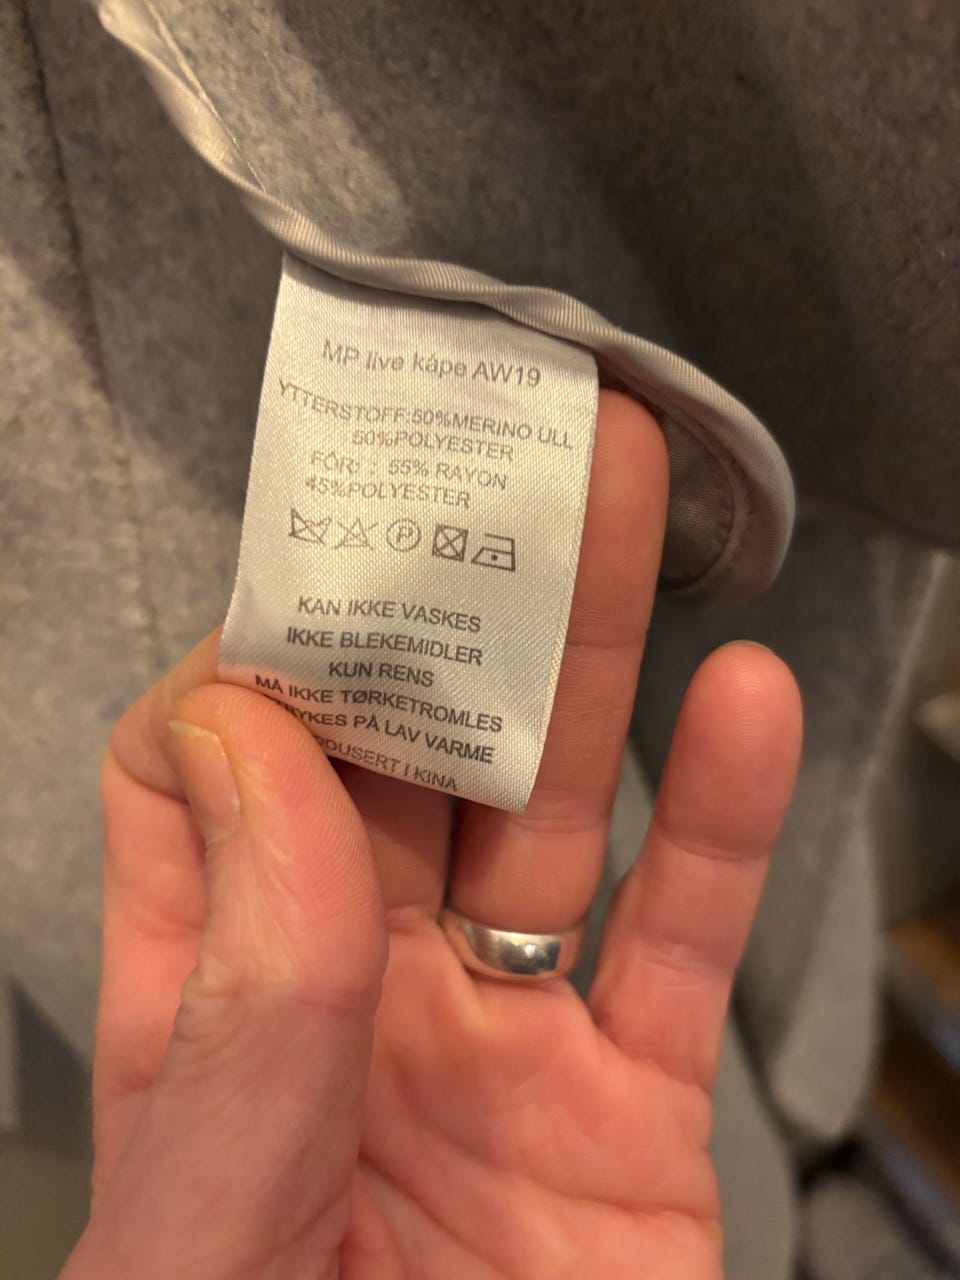 MP live kåpe AW19
YTTERSTOFF:50%MERINO ULL
50%POLYESTER
FÔR: : 55% RAYON
45%POLYESTER
P
KAN IKKE VASKES
IKKE BLEKEMIDLER
KUN RENS
MÅ IKKE TØRKETROMLES
PÅ LAV VARME
I KINA